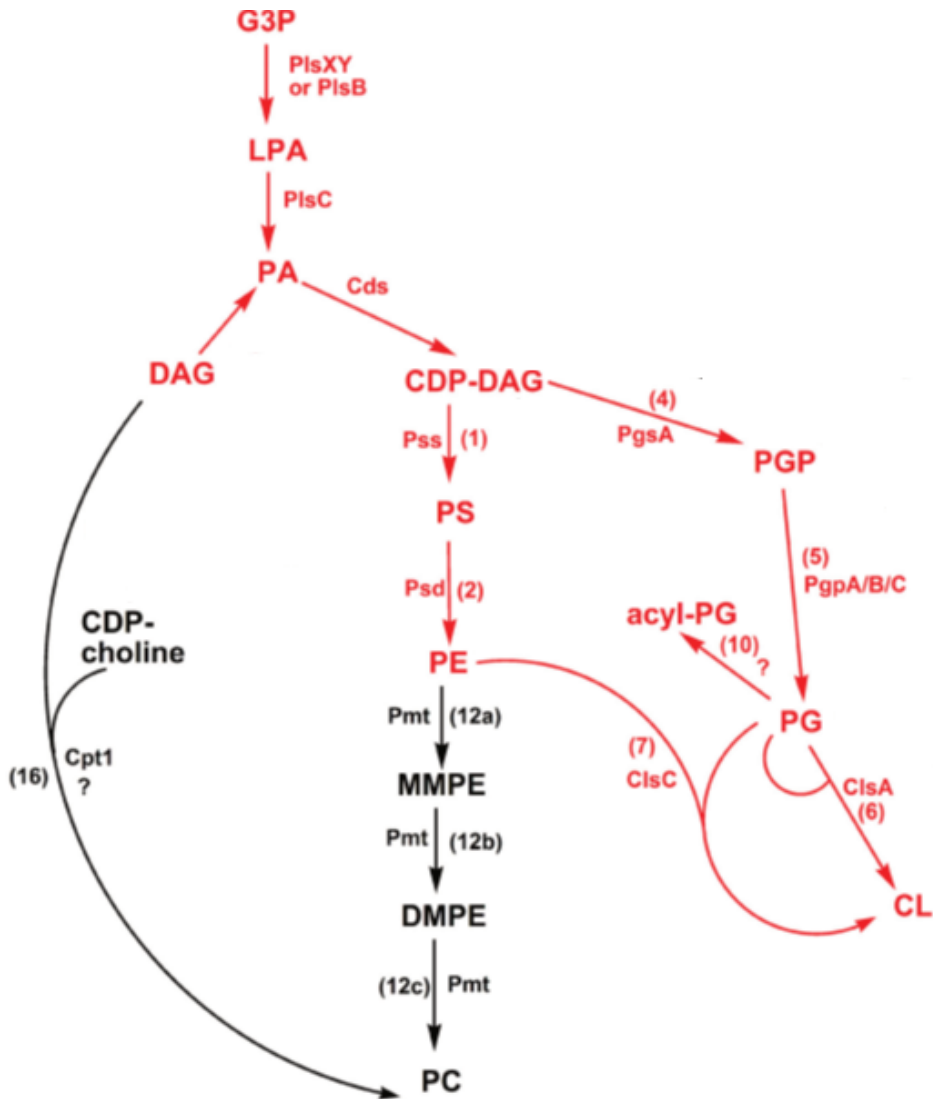 G3P
PlsXY
or PlsB
LPA
PlsC
PA
Cds
DAG
CDP-DAG
(4)
PgsA
Pss (1)
PGP
PS
(5)
PgpA/B/C
Psd (2)
CDP-
choline
acyl-PG
(10)
?
PE
PG
Pmt (12a)
(7)
ClsC
Cpt1
?
(16)
MMPE
ClsA
(6)
Pmt (12b)
CL
DMPE
(12c) Pmt
PC